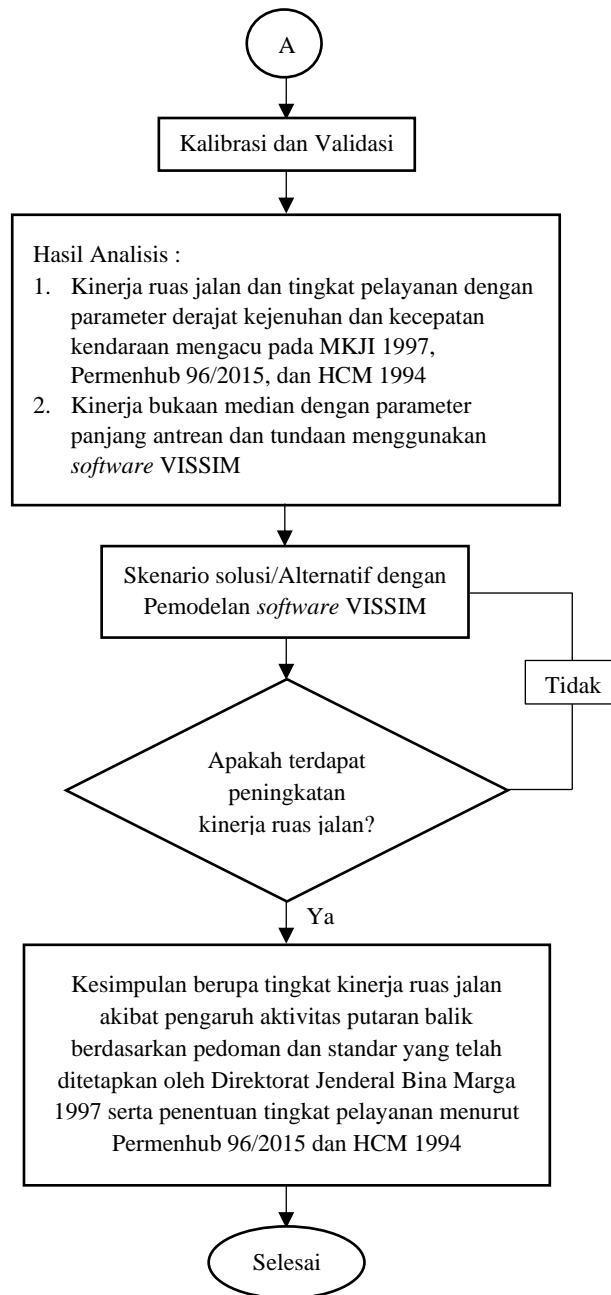 A
Kalibrasi dan Validasi
Hasil Analisis :
1. Kinerja ruas jalan dan tingkat pelayanan dengan
parameter derajat kejenuhan dan kecepatan
kendaraan mengacu pada MKJI 1997,
Permenhub 96/2015, dan HCM 1994
2. Kinerja bukaan median dengan parameter
panjang antrean dan tundaan menggunakan
software VISSIM
Skenario solusi/Alternatif dengan
Pemodelan software VISSIM
Tidak
Apakah terdapat
peningkatan
kinerja ruas jalan?
Ya
Kesimpulan berupa tingkat kinerja ruas jalan
akibat pengaruh aktivitas putaran balik
berdasarkan pedoman dan standar yang telah
ditetapkan oleh Direktorat Jenderal Bina Marga
1997 serta penentuan tingkat pelayanan menurut
Permenhub 96/2015 dan HCM 1994
Selesai